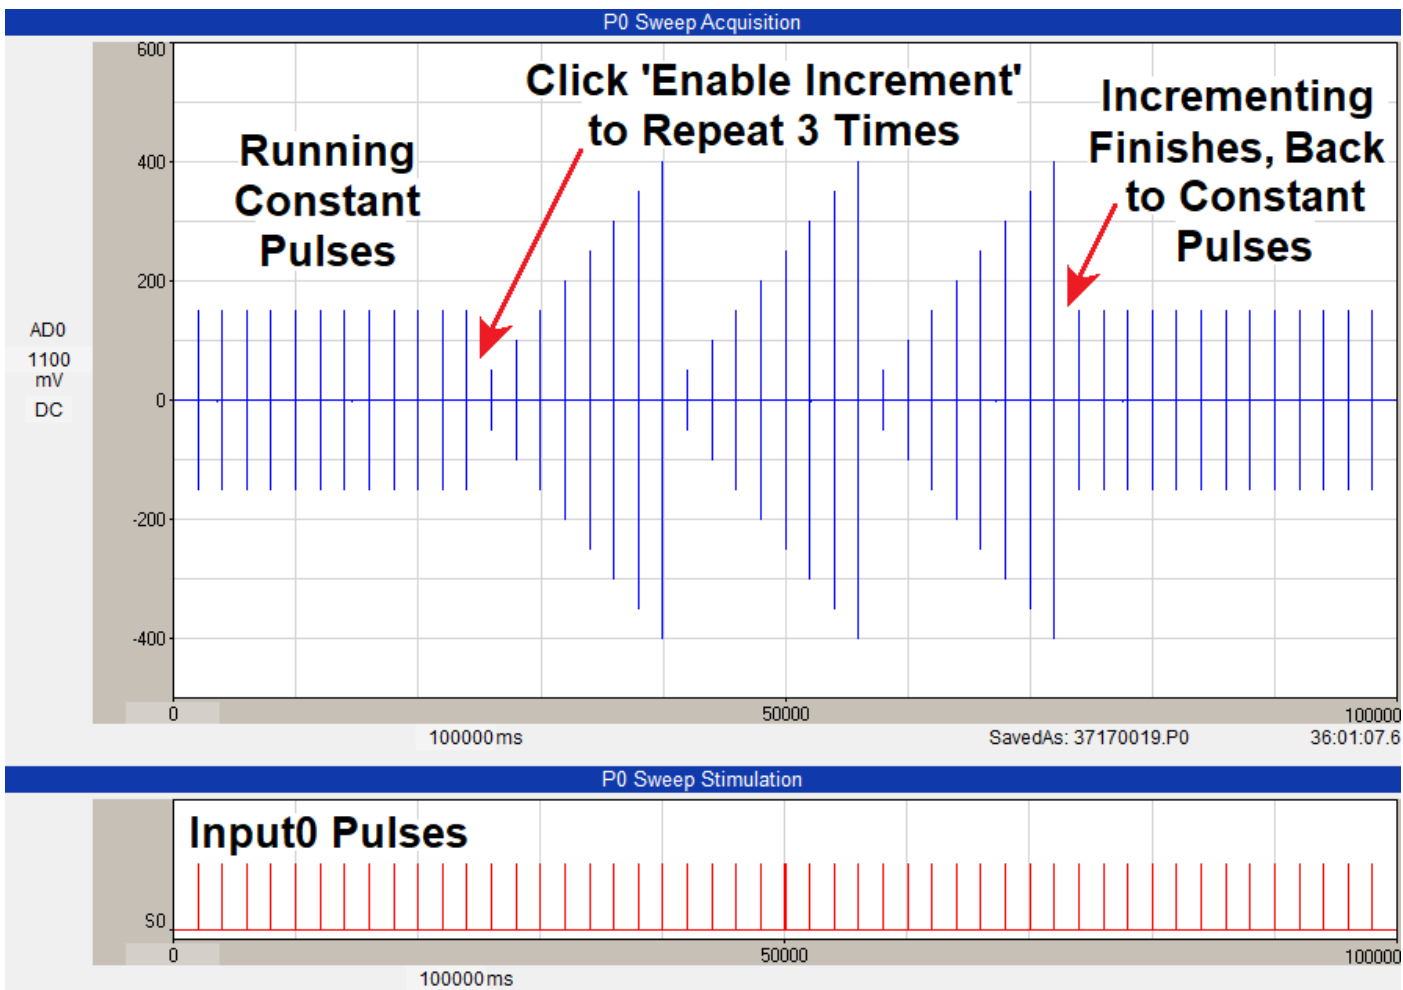 P0 Sweep Acquisition
600
400
200
0
-200
-400
AD0
1100
mV
DC
Running
Constant
Pulses
Click 'Enable Increment'
to Repeat 3 Times
Incrementing
Finishes, Back
to Constant
Pulses
0
50000
100000
100000ms
SavedAs: 37170019.P0
36:01:07.6
P0 Sweep Stimulation
Input0 Pulses
S0
0
50000
100000
100000ms